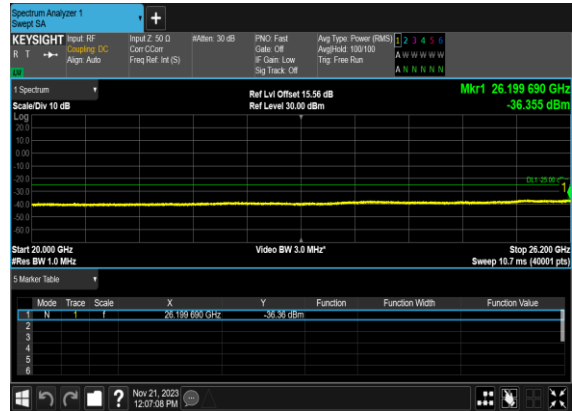 Spectrum Analyzer 1
Swept SA
KEYSIGHT Input: RF Input Z: 50 Ω #Atten: 30 dB PNO: Fast Avg Type: Power (RMS) 1 2 3 4 5 6
R T Coupling: DC Corr CCorr Gate: Off Avg|Hold: 100/100 A W W W W W
Align: Auto Freq Ref: Int (S) IF Gain: Low Trig: Free Run A N N N N N
Sig Track: Off
1 Spectrum Ref Lvl Offset 15.56 dB Mkr1 26.199 690 GHz
Scale/Div 10 dB Ref Level 30.00 dBm -36.355 dBm
Log
20.0
10.0
0.00
-10.0
-20.0
DL1 -25.00
-30.0
1
-40.0
-50.0
-60.0
Start 20.000 GHz Video BW 3.0 MHz* Stop 26.200 GHz
#Res BW 1.0 MHz Sweep 10.7 ms (40001 pts)
5 Marker Table
Mode Trace Scale X Y Function Function Width Function Value
1 N 1 f 26.199 690 GHz -36.36 dBm
2
3
4
5
6
Nov 21, 2023
12:07:08 PM